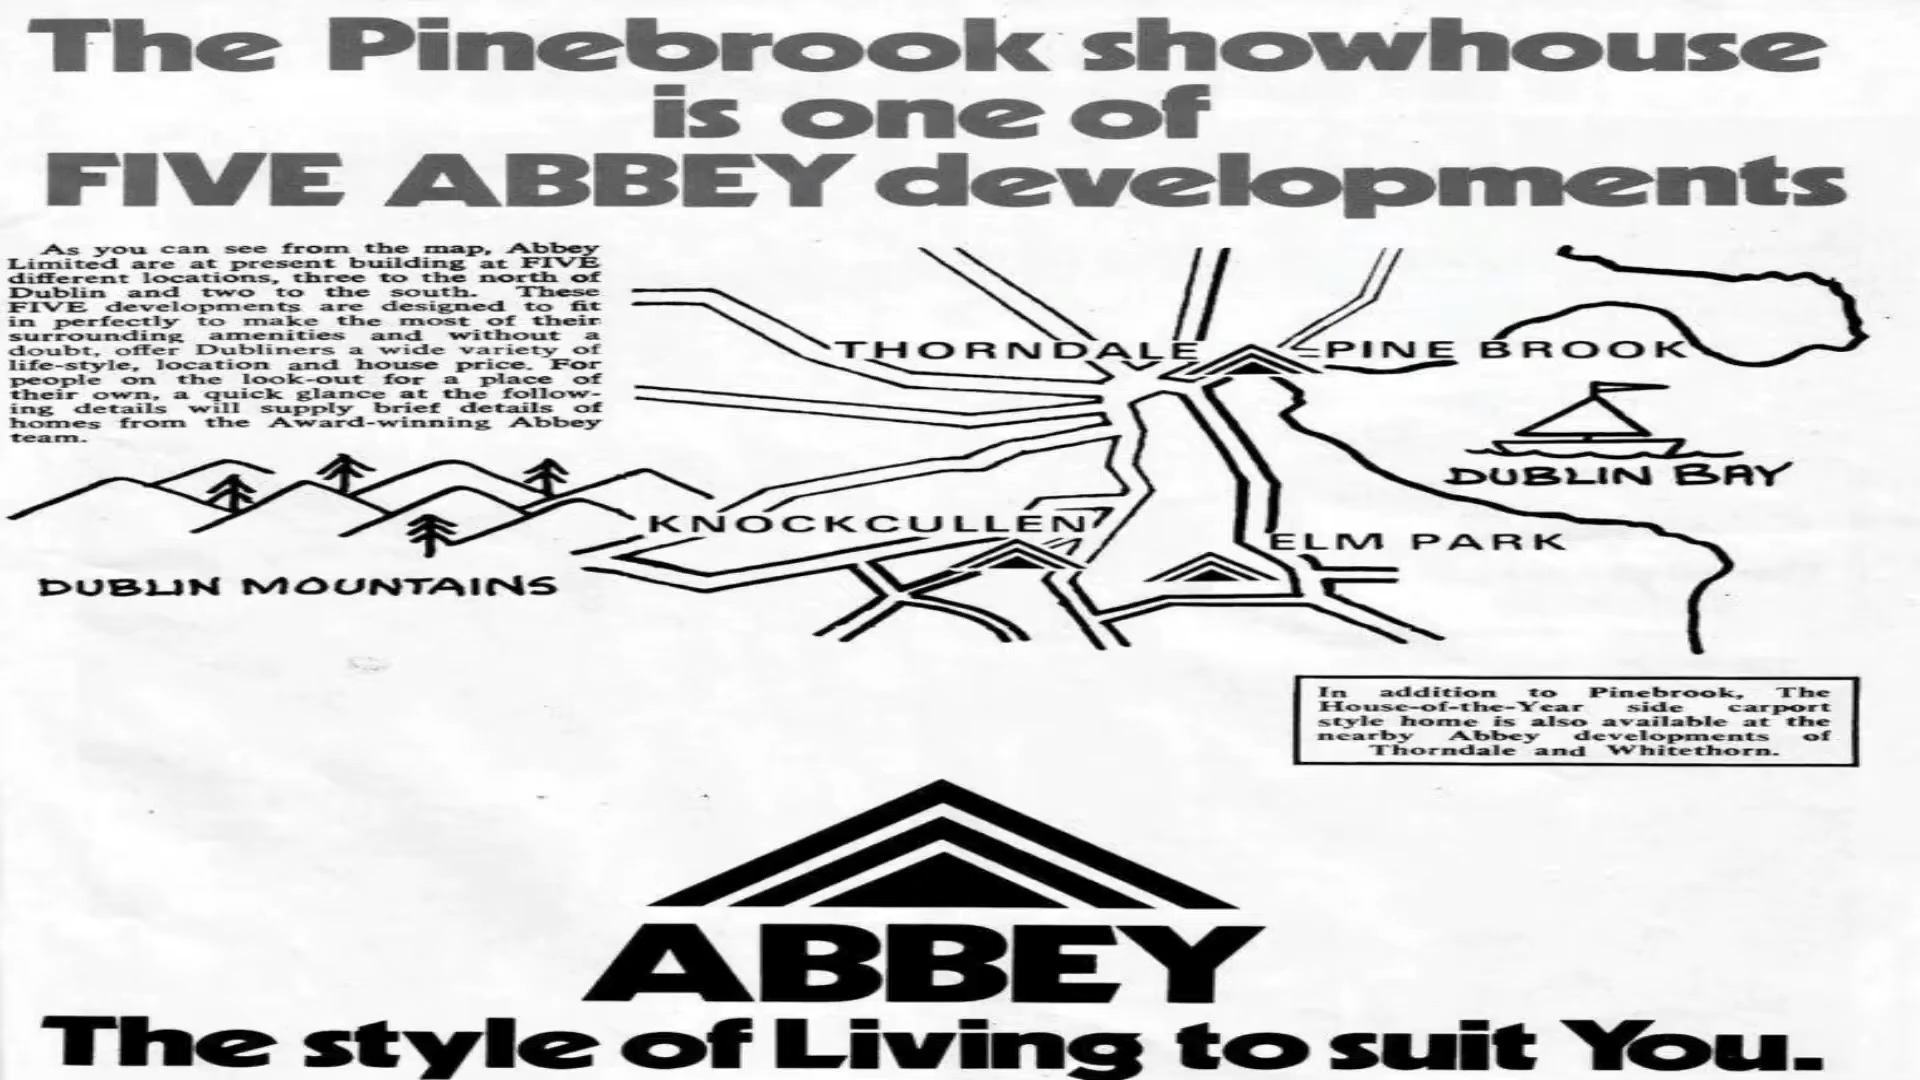 The Pinebrook showhouse
is one of
FIVE ABBEY developments
As you can see from the map, Abbey
Limited are at present building at FIVE
different locations, three to the north of
Dublin and two to the south. These
FIVE developments are designed to fit
in perfectly to make the most of their
surrounding amenities and without a
doubt, offer Dubliners a wide variety of
life-style, location and house price. For
people on the look-out for a place of
their own, a quick glance at the follow-
ing details will supply brief details of
homes from the Award-winning Abbey
team.
THORNDALE
PINE BROOK
DUBLIN BAY
KNOCKCULLEN
ELM PARK
DUBLIN MOUNTAINS
In addition to Pinebrook, The
House-of-the-Year side carport
style home is also available at the
nearby Abbey developments of
Thorndale and Whitethorn.
ABBEY
The style of Living to suit You.